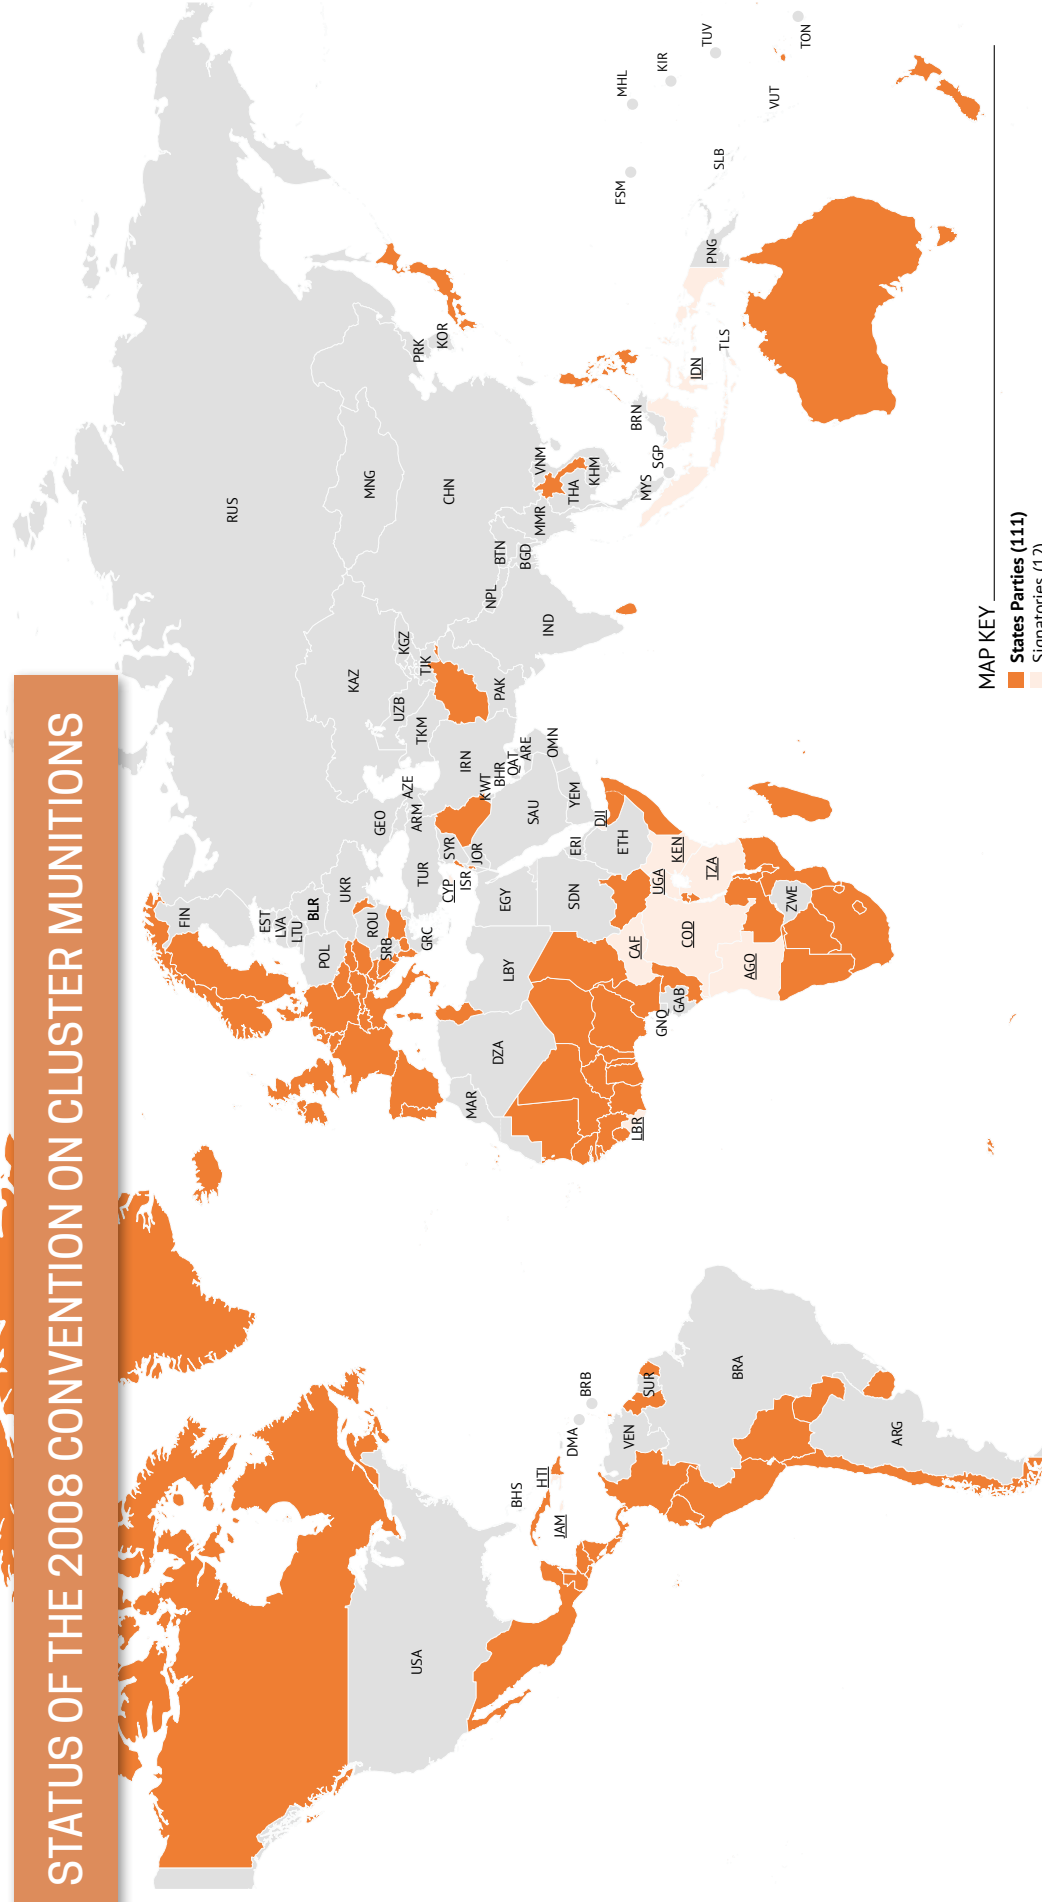 STATUS OF THE 2008 CONVENTION ON CLUSTER MUNITIONS
RUS
FIN
EST
LVA
LTU
BLR
POL
UKR
ROU
SRB
GRC
GEO
ARM
AZE
TUR
KAZ
UZB
TKM
KGZ
TJK
MNG
CHN
PRK
KOR
CYP
SYR
ISR
JOR
IRN
KWT
BHR
QAT
ARE
OMN
SAU
YEM
PAK
NPL
BTN
BGD
IND
MMR
VNM
THA
KHM
MYS
SGP
BRN
IDN
TLS
PNG
FSM
MHL
KIR
TUV
SLB
VUT
TON
MAR
DZA
LBY
EGY
SDN
ERI
DJI
ETH
UGA
KEN
TZA
CAF
COD
AGO
GNQ
GAB
LBR
ZWE
USA
BHS
HTI
JAM
DMA
BRB
VEN
SUR
BRA
ARG
MAP KEY
States Parties (111)
Signatories (12)